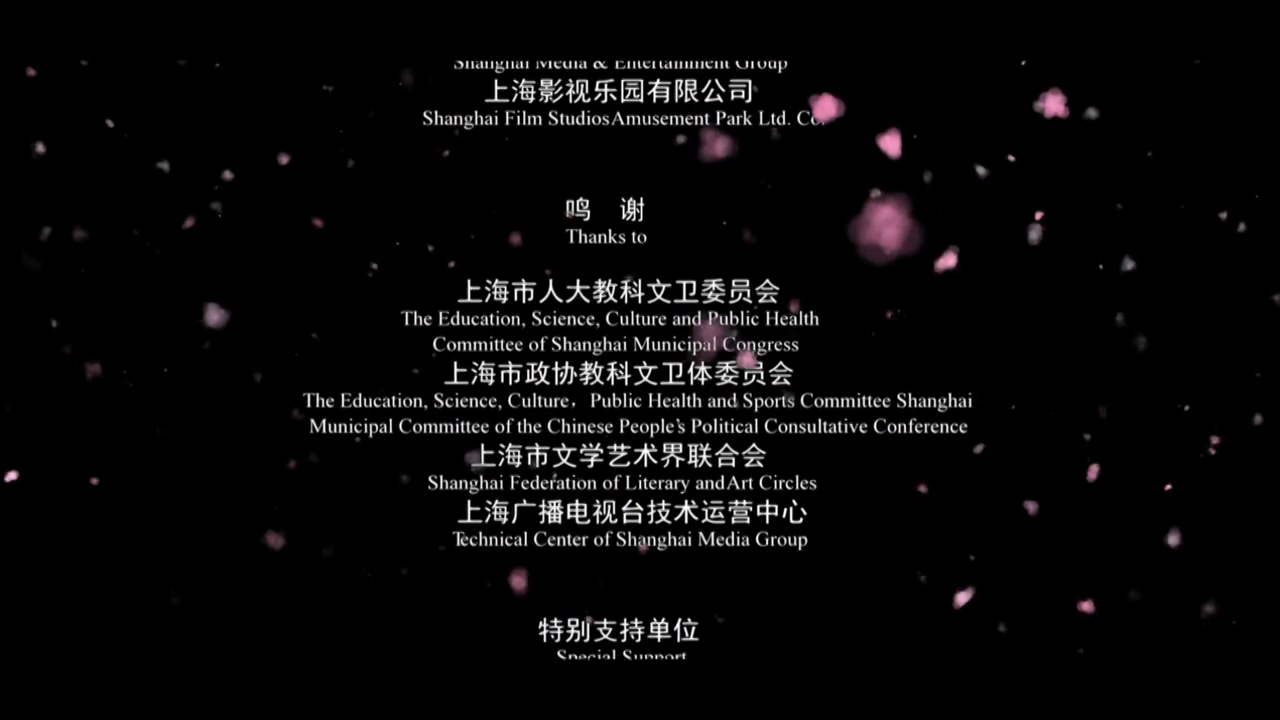 Shanghai Media & Entertainment Group
上海影视乐园有限公司
Shanghai Film StudiosAmusement Park Ltd. Co.
鸣 谢
Thanks to
上海市人大教科文卫委员会
The Education, Science, Culture and Public Health
Committee of Shanghai Municipal Congress
上海市政协教科文卫体委员会
The Education, Science, Culture，Public Health and Sports Committee Shanghai
Municipal Committee of the Chinese People's Political Consultative Conference
上海市文学艺术界联合会
Shanghai Federation of Literary andArt Circles
上海广播电视台技术运营中心
Technical Center of Shanghai Media Group
特别支持单位
Special Support